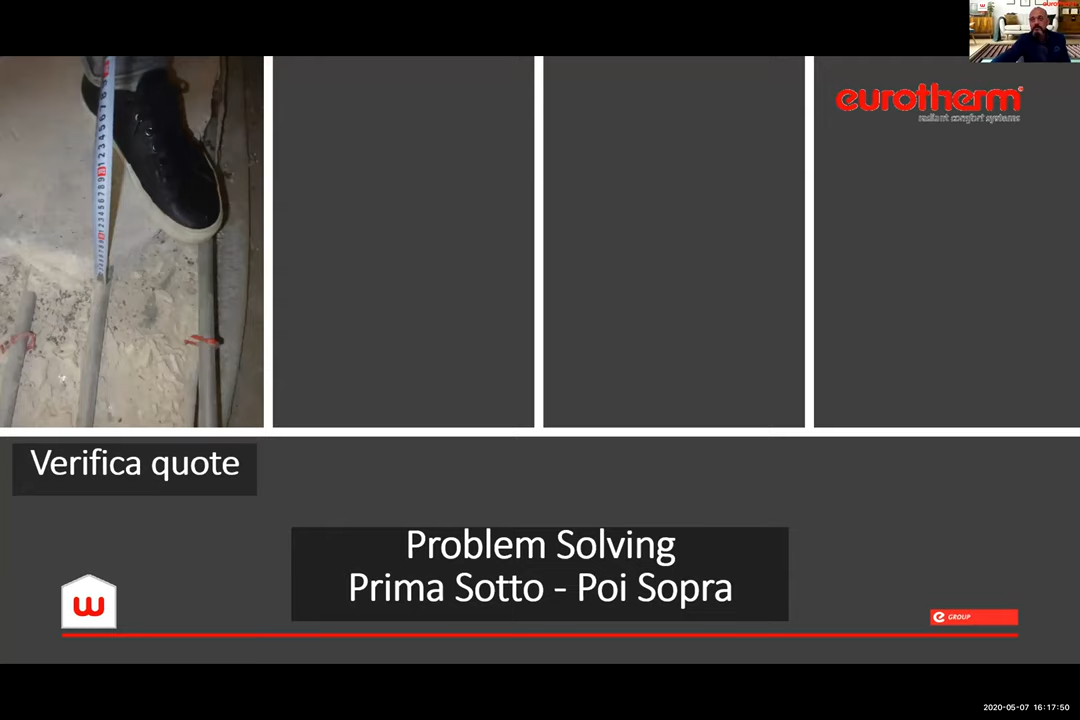 eurotherm
radiant comfort systems
Verifica quote
Problem Solving
Prima Sotto - Poi Sopra
w
e GROUP
2020-05-07 16:17:50